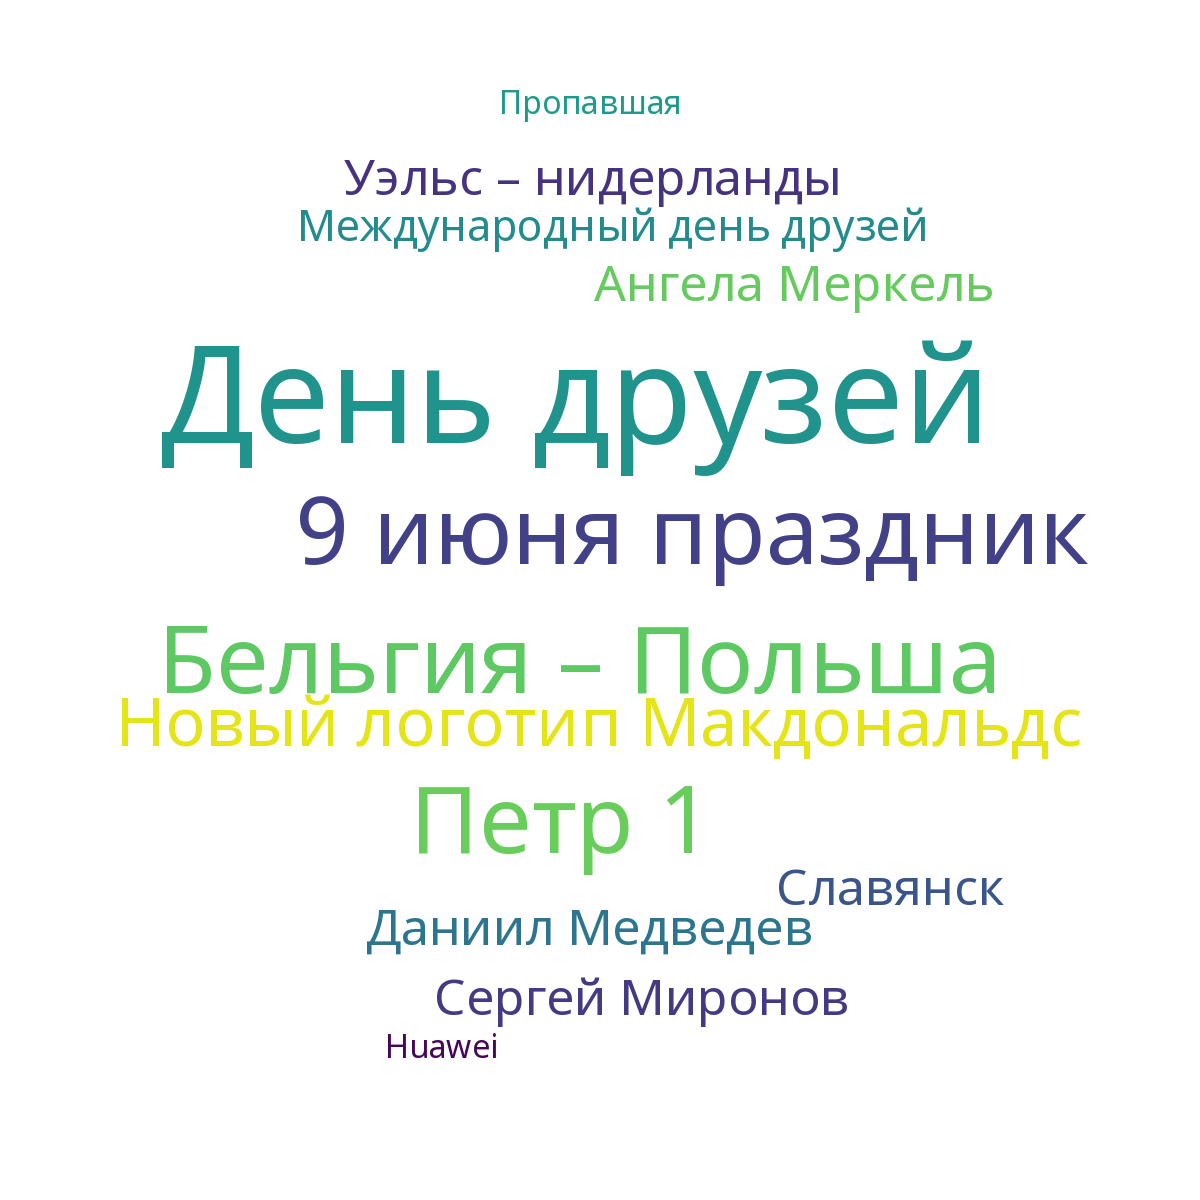 Пропавшая
Уэльс – нидерланды
Международный день друзей
Ангела Меркель
День друзей
9 июня праздник
Бельгия – Польша
Новый логотип Макдональдс
Петр 1
Славянск
Даниил Медведев
Сергей Миронов
Huawei